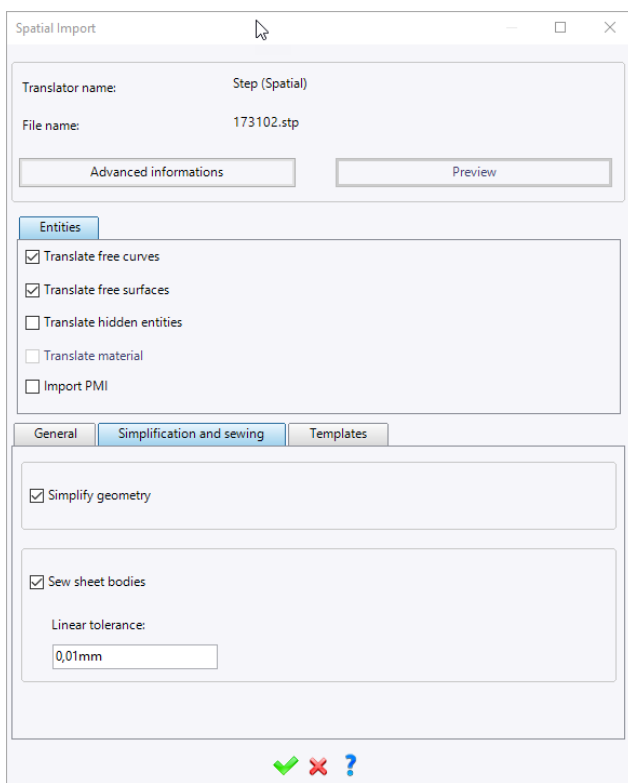 Spatial Import
Translator name: Step (Spatial)
File name: 173102.stp
Advanced informations Preview
Entities
Translate free curves
Translate free surfaces
Translate hidden entities
Translate material
Import PMI
General Simplification and sewing Templates
Simplify geometry
Sew sheet bodies
Linear tolerance:
0,01mm